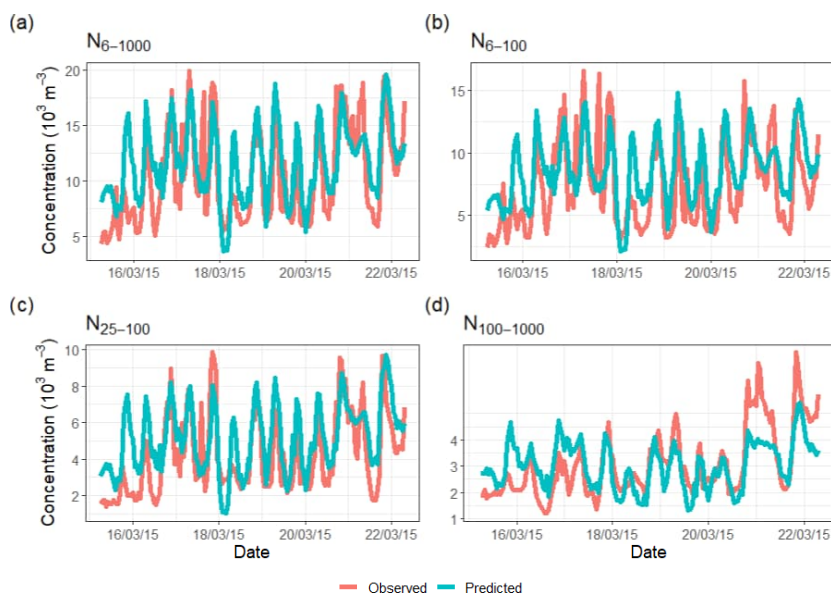 (a)
N6–1000
Concentration (10³ m⁻³)
20
15
10
5
16/03/15 18/03/15 20/03/15 22/03/15
(b)
N6–100
15
10
5
16/03/15 18/03/15 20/03/15 22/03/15
(c)
N25–100
Concentration (10³ m⁻³)
10
8
6
4
2
16/03/15 18/03/15 20/03/15 22/03/15
Date
(d)
N100–1000
4
3
2
1
16/03/15 18/03/15 20/03/15 22/03/15
Date
Observed Predicted